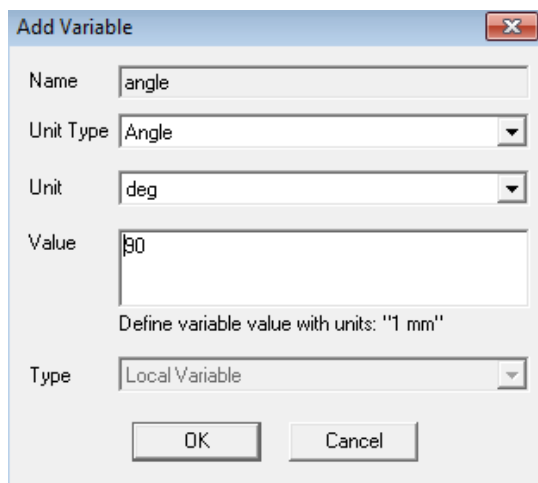 Add Variable
Name angle
Unit Type Angle
Unit deg
Value 90
Define variable value with units: "1 mm"
Type Local Variable
OK Cancel